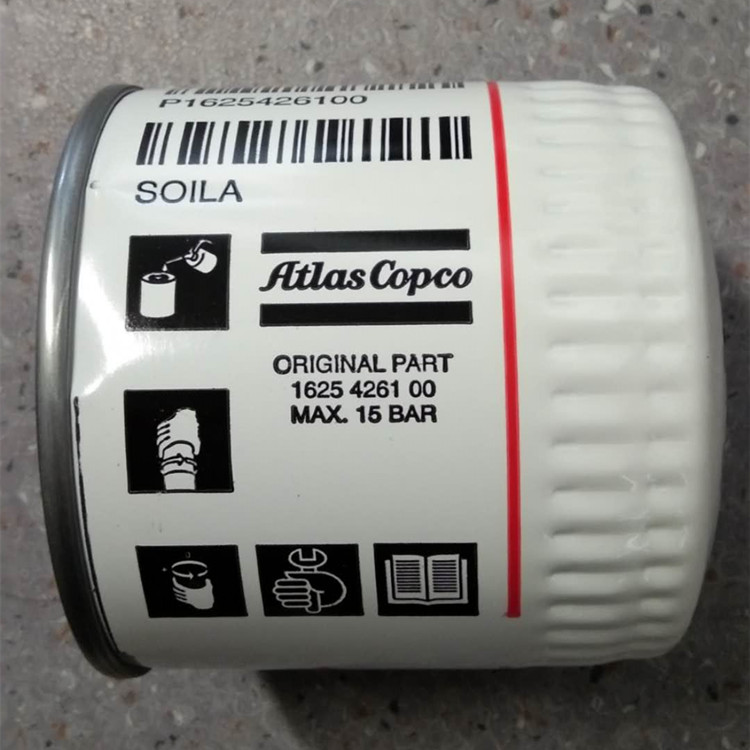 P1625426100
SOILA
Atlas Copco
ORIGINAL PART
1625 4261 00
MAX. 15 BAR